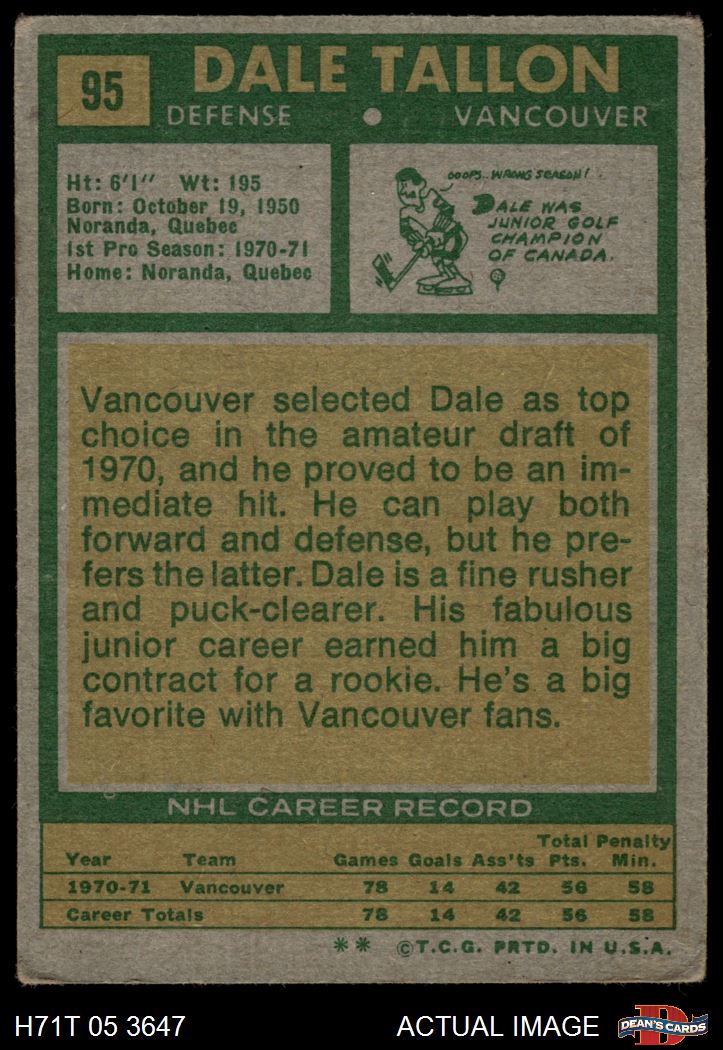 95
DALE TALLON
DEFENSE • VANCOUVER
Ht: 6'1'' Wt: 195
Born: October 19, 1950
Noranda, Quebec
1st Pro Season: 1970-71
Home: Noranda, Quebec
OOOPS.. WRONG SEASON!..
DALE WAS
JUNIOR GOLF
CHAMPION
OF CANADA.
Vancouver selected Dale as top
choice in the amateur draft of
1970, and he proved to be an im-
mediate hit. He can play both
forward and defense, but he pre-
fers the latter. Dale is a fine rusher
and puck-clearer. His fabulous
junior career earned him a big
contract for a rookie. He's a big
favorite with Vancouver fans.
NHL CAREER RECORD
Year Team Games Goals Ass'ts Total Pts. Penalty Min.
1970-71 Vancouver 78 14 42 56 58
Career Totals 78 14 42 56 58
** ©T.C.G. PRTD. IN U.S.A.
H71T 05 3647 ACTUAL IMAGE DEAN'S CARDS